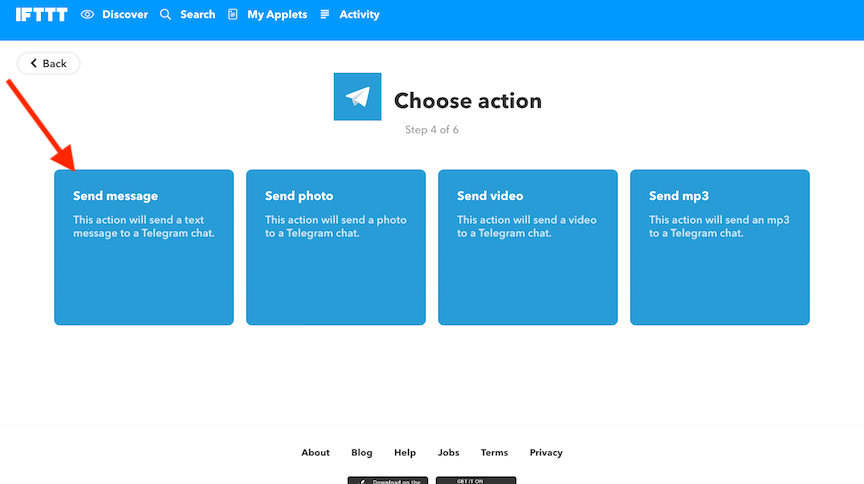 IFTTT Discover Search My Applets Activity
Back
Choose action
Step 4 of 6
Send message
This action will send a text
message to a Telegram chat.
Send photo
This action will send a photo
to a Telegram chat.
Send video
This action will send a video
to a Telegram chat.
Send mp3
This action will send an mp3
to a Telegram chat.
About Blog Help Jobs Terms Privacy
Download on the
GET IT ON